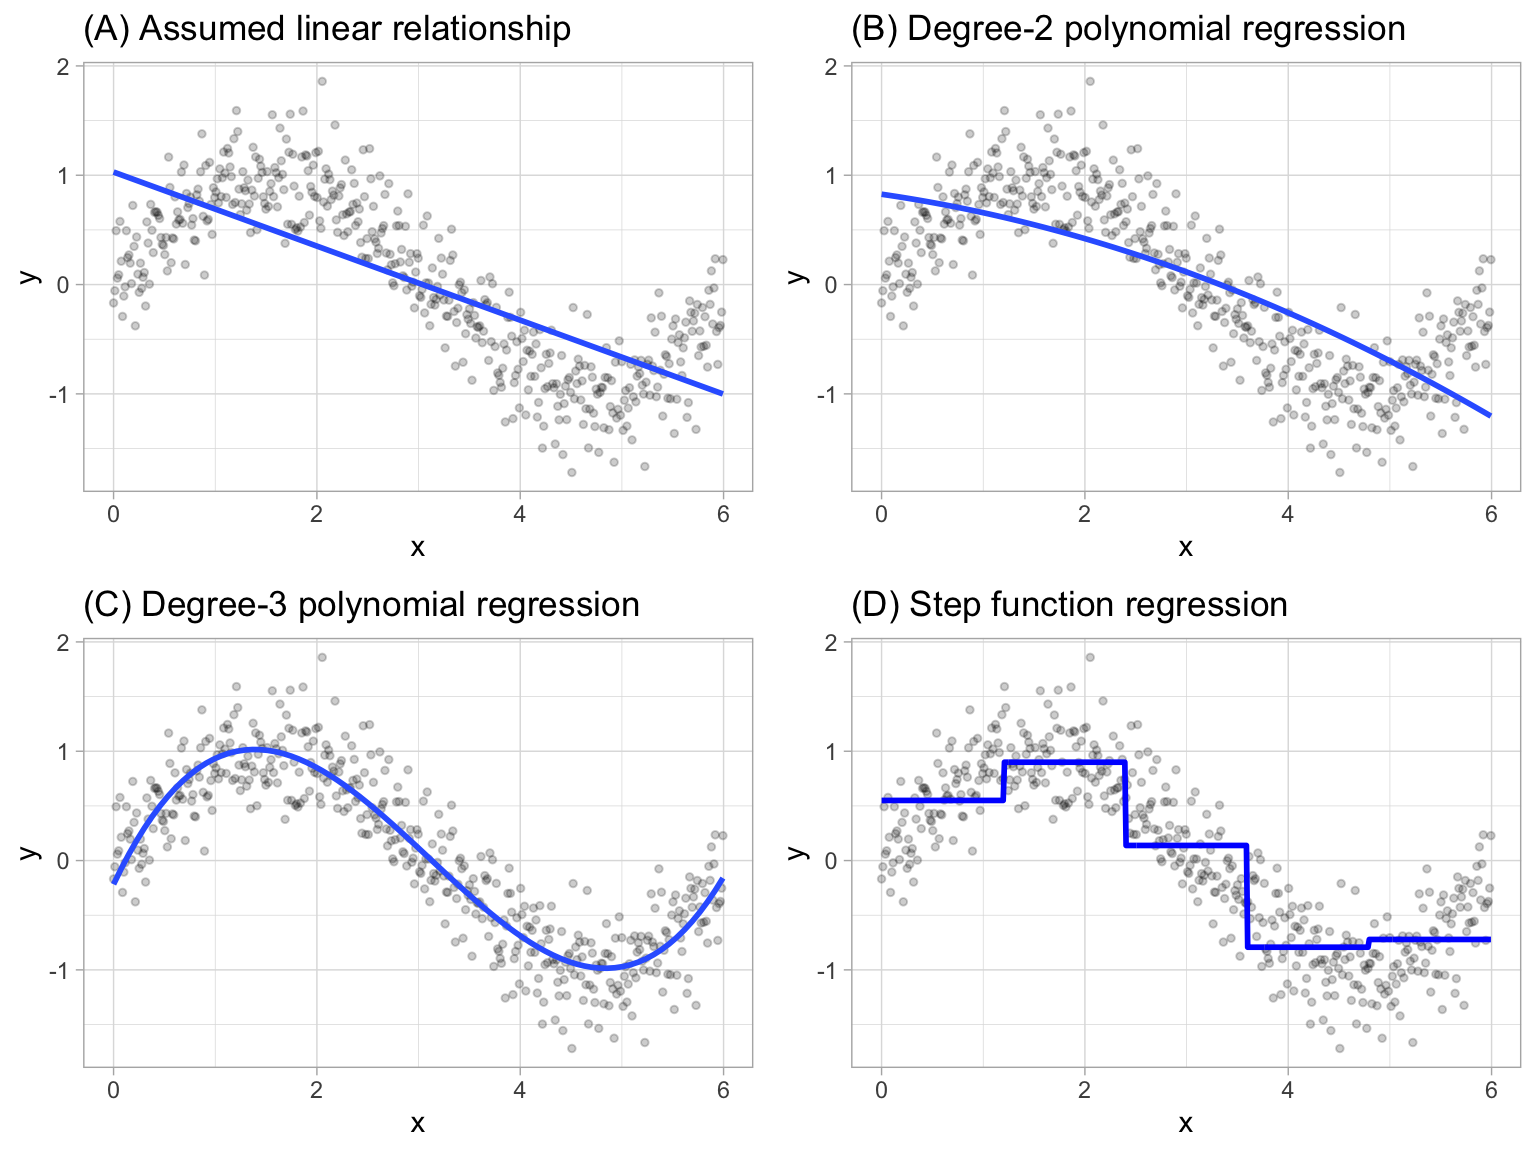 (A) Assumed linear relationship
2
1
0
-1
y
0 2 4 6
x
(B) Degree-2 polynomial regression
2
1
0
-1
y
0 2 4 6
x
(C) Degree-3 polynomial regression
2
1
0
-1
y
0 2 4 6
x
(D) Step function regression
2
1
0
-1
y
0 2 4 6
x